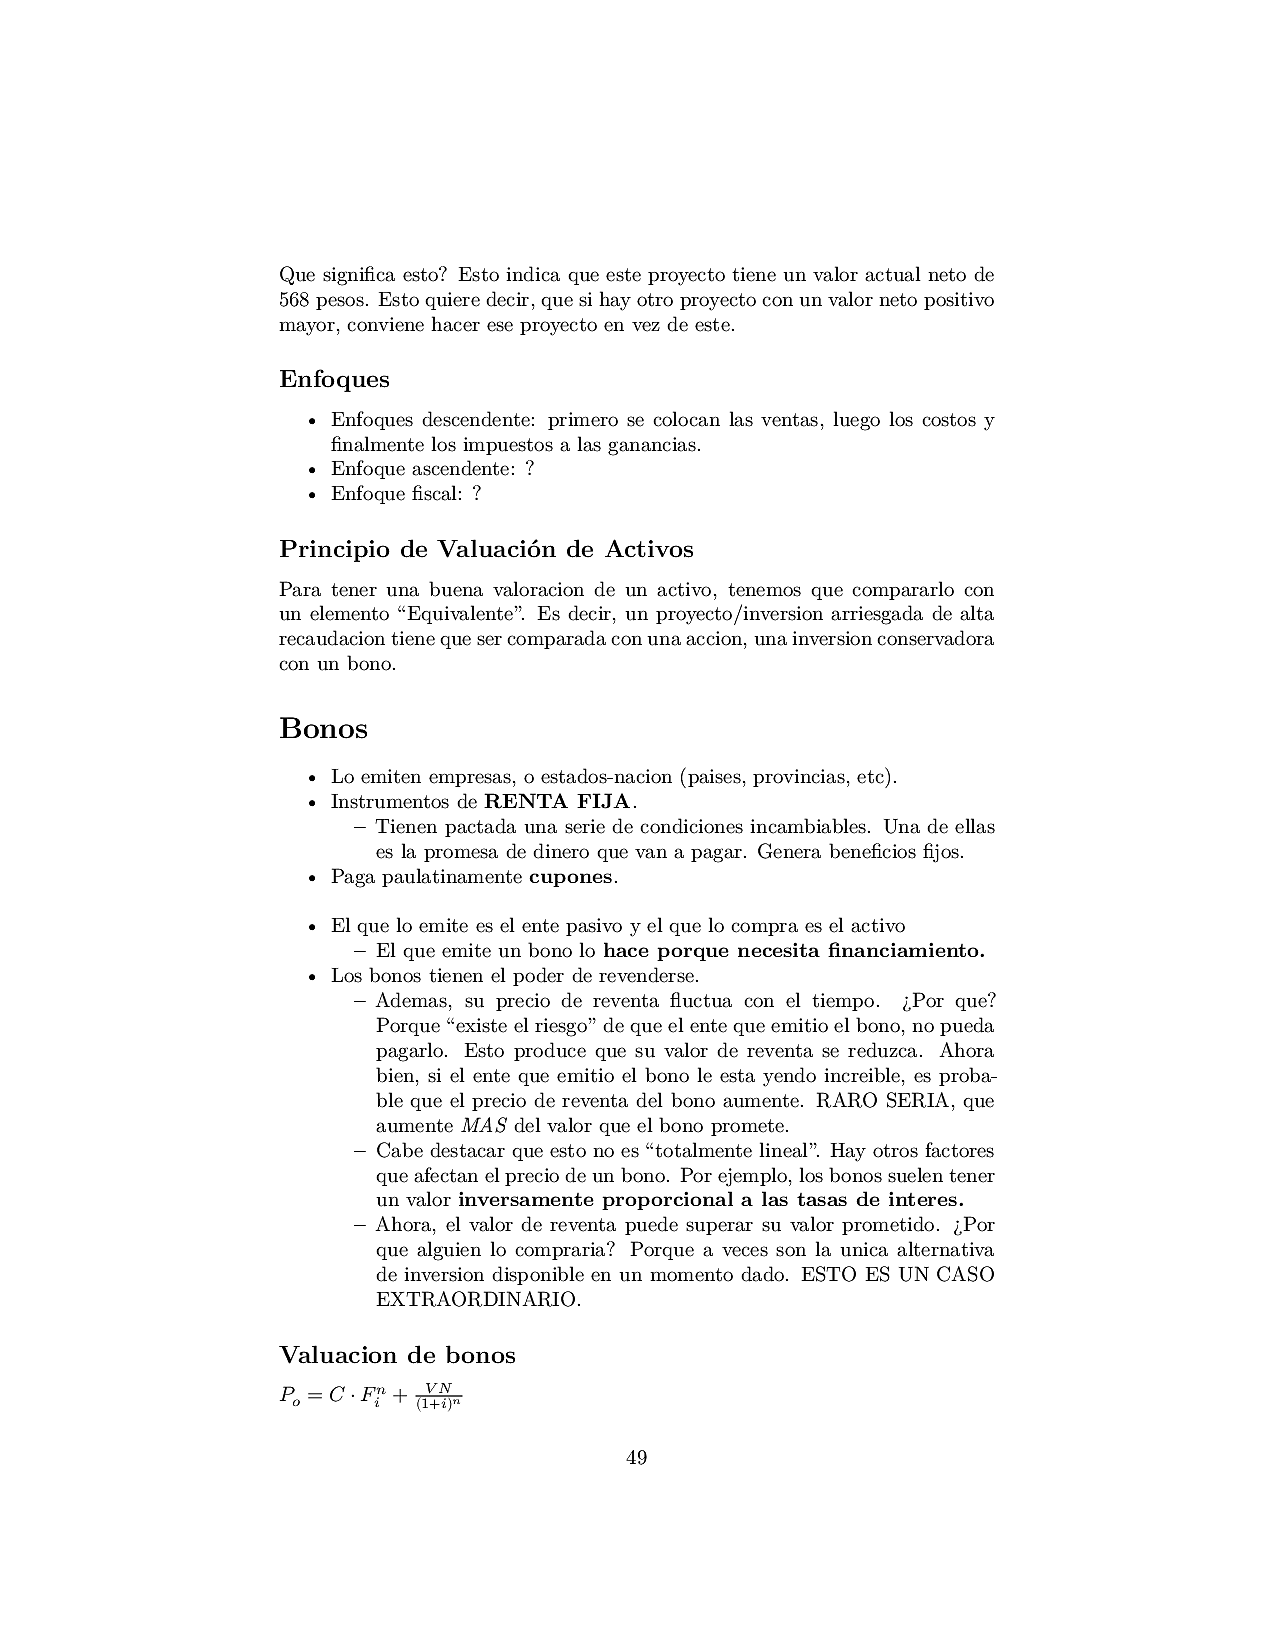 Que significa esto? Esto indica que este proyecto tiene un valor actual neto de
568 pesos. Esto quiere decir, que si hay otro proyecto con un valor neto positivo
mayor, conviene hacer ese proyecto en vez de este.
Enfoques
• Enfoques descendente: primero se colocan las ventas, luego los costos y
finalmente los impuestos a las ganancias.
• Enfoque ascendente: ?
• Enfoque fiscal: ?
Principio de Valuación de Activos
Para tener una buena valoracion de un activo, tenemos que compararlo con
un elemento “Equivalente”. Es decir, un proyecto/inversion arriesgada de alta
recaudacion tiene que ser comparada con una accion, una inversion conservadora
con un bono.
Bonos
• Lo emiten empresas, o estados-nacion (paises, provincias, etc).
• Instrumentos de RENTA FIJA.
– Tienen pactada una serie de condiciones incambiables. Una de ellas
es la promesa de dinero que van a pagar. Genera beneficios fijos.
• Paga paulatinamente cupones.
• El que lo emite es el ente pasivo y el que lo compra es el activo
– El que emite un bono lo hace porque necesita financiamiento.
• Los bonos tienen el poder de revenderse.
– Ademas, su precio de reventa fluctua con el tiempo. ¿Por que?
Porque “existe el riesgo” de que el ente que emitio el bono, no pueda
pagarlo. Esto produce que su valor de reventa se reduzca. Ahora
bien, si el ente que emitio el bono le esta yendo increible, es proba-
ble que el precio de reventa del bono aumente. RARO SERIA, que
aumente MAS del valor que el bono promete.
– Cabe destacar que esto no es “totalmente lineal”. Hay otros factores
que afectan el precio de un bono. Por ejemplo, los bonos suelen tener
un valor inversamente proporcional a las tasas de interes.
– Ahora, el valor de reventa puede superar su valor prometido. ¿Por
que alguien lo compraria? Porque a veces son la unica alternativa
de inversion disponible en un momento dado. ESTO ES UN CASO
EXTRAORDINARIO.
Valuacion de bonos
$P_o = C \cdot F_i^n + \frac{VN}{(1+i)^n}$
49